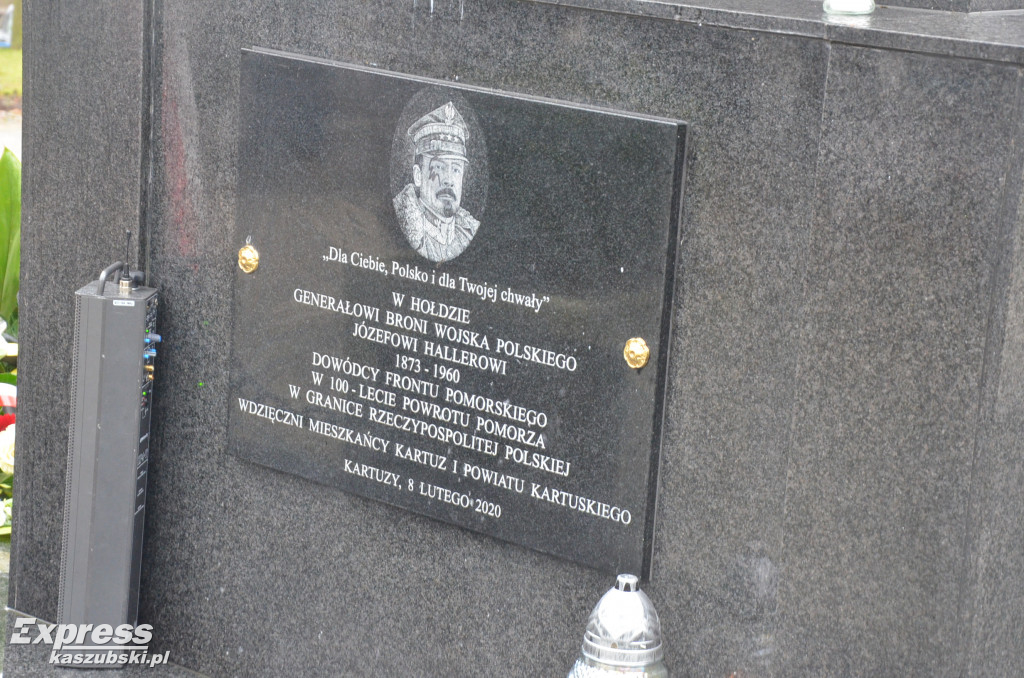 „Dla Ciebie, Polsko i dla Twojej chwały”
W HOŁDZIE
GENERAŁOWI BRONI WOJSKA POLSKIEGO
JÓZEFOWI HALLEROWI
1873 - 1960
DOWÓDCY FRONTU POMORSKIEGO
W 100 - LECIE POWROTU POMORZA
W GRANICE RZECZYPOSPOLITEJ POLSKIEJ
WDZIĘCZNI MIESZKAŃCY KARTUZ I POWIATU KARTUSKIEGO
KARTUZY, 8 LUTEGO 2020
Express
kaszubski.pl